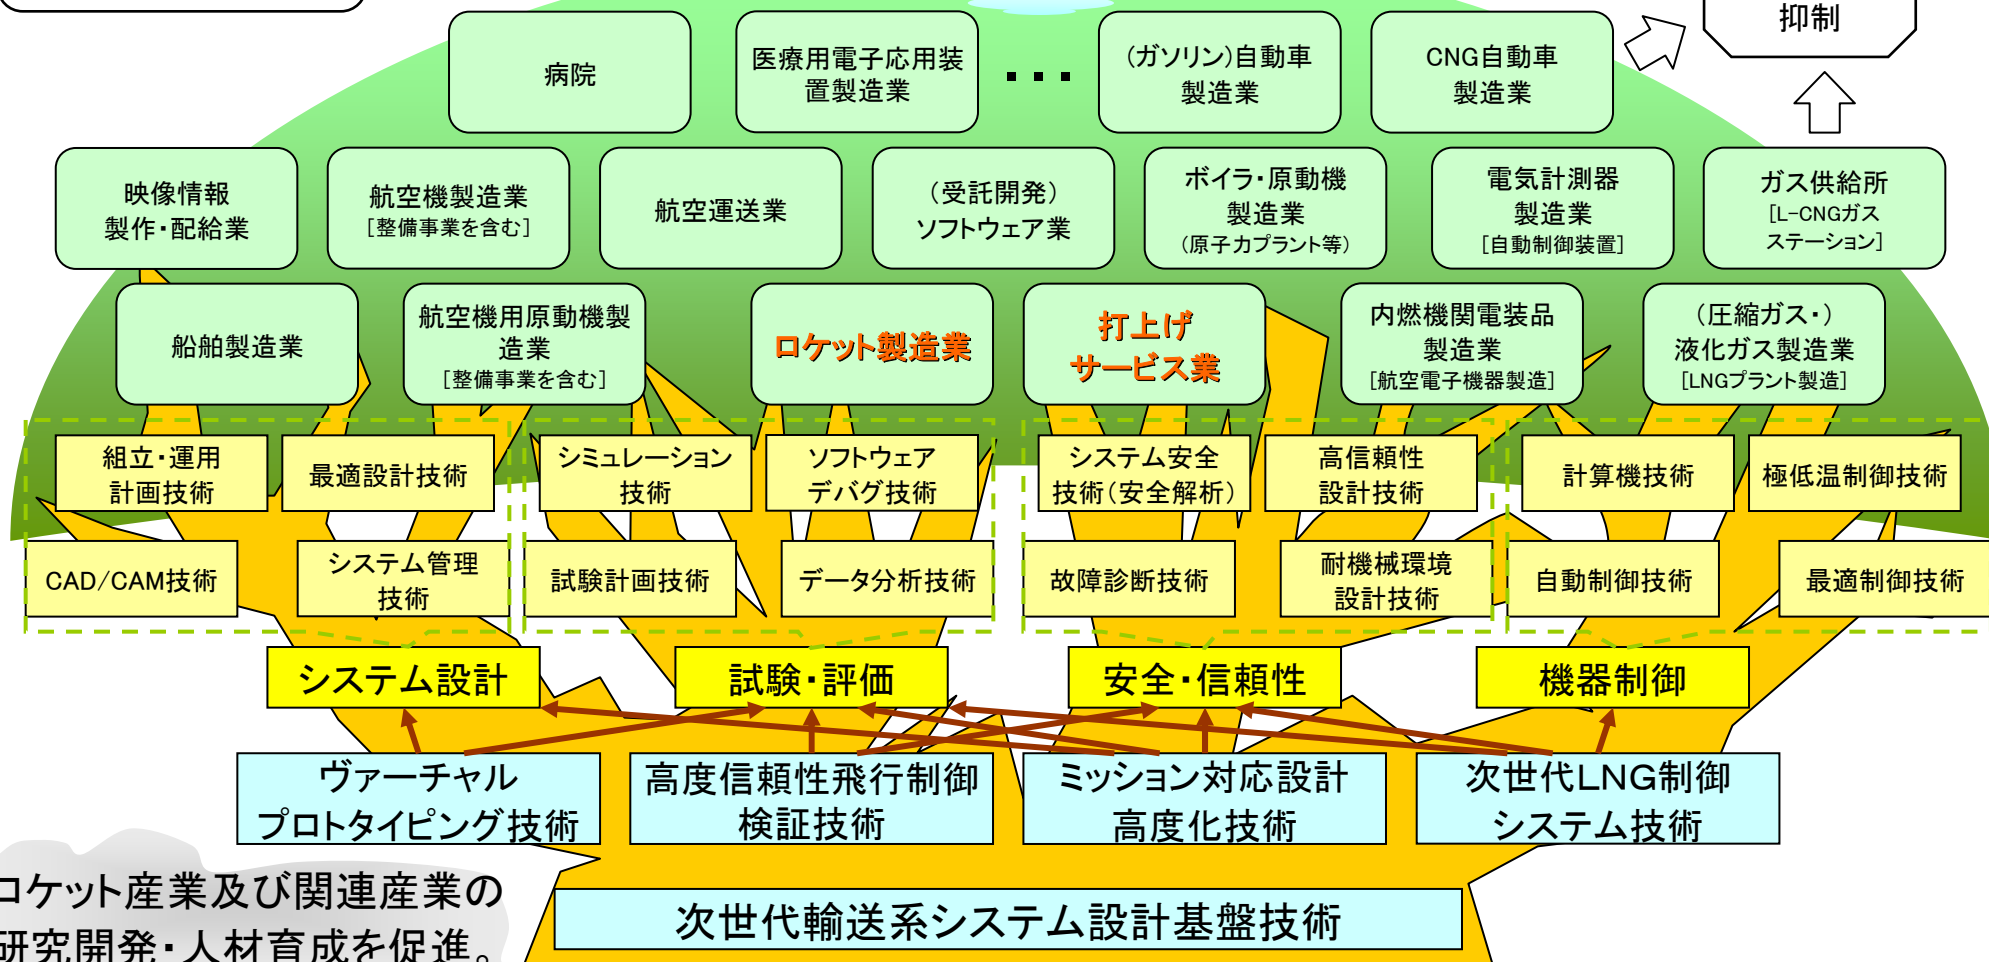 抑制
病院
医療用電子応用装
置製造業
・・・
(ガソリン)自動車
製造業
CNG自動車
製造業
映像情報
製作・配給業
航空機製造業
[整備事業を含む]
航空運送業
（受託開発）
ソフトウェア業
ボイラ・原動機
製造業
(原子力プラント等)
電気計測器
製造業
[自動制御装置]
ガス供給所
[L-CNGガス
ステーション]
船舶製造業
航空機用原動機製
造業
[整備事業を含む]
ロケット製造業
打上げ
サービス業
内燃機関電装品
製造業
[航空電子機器製造]
（圧縮ガス・）
液化ガス製造業
[LNGプラント製造]
組立・運用
計画技術
最適設計技術
シミュレーション
技術
ソフトウェア
デバグ技術
システム安全
技術（安全解析）
高信頼性
設計技術
計算機技術
極低温制御技術
CAD/CAM技術
システム管理
技術
試験計画技術
データ分析技術
故障診断技術
耐機械環境
設計技術
自動制御技術
最適制御技術
システム設計
試験・評価
安全・信頼性
機器制御
ヴァーチャル
プロトタイピング技術
高度信頼性飛行制御
検証技術
ミッション対応設計
高度化技術
次世代LNG制御
システム技術
次世代輸送系システム設計基盤技術
ロケット産業及び関連産業の
研究開発・人材育成を促進。